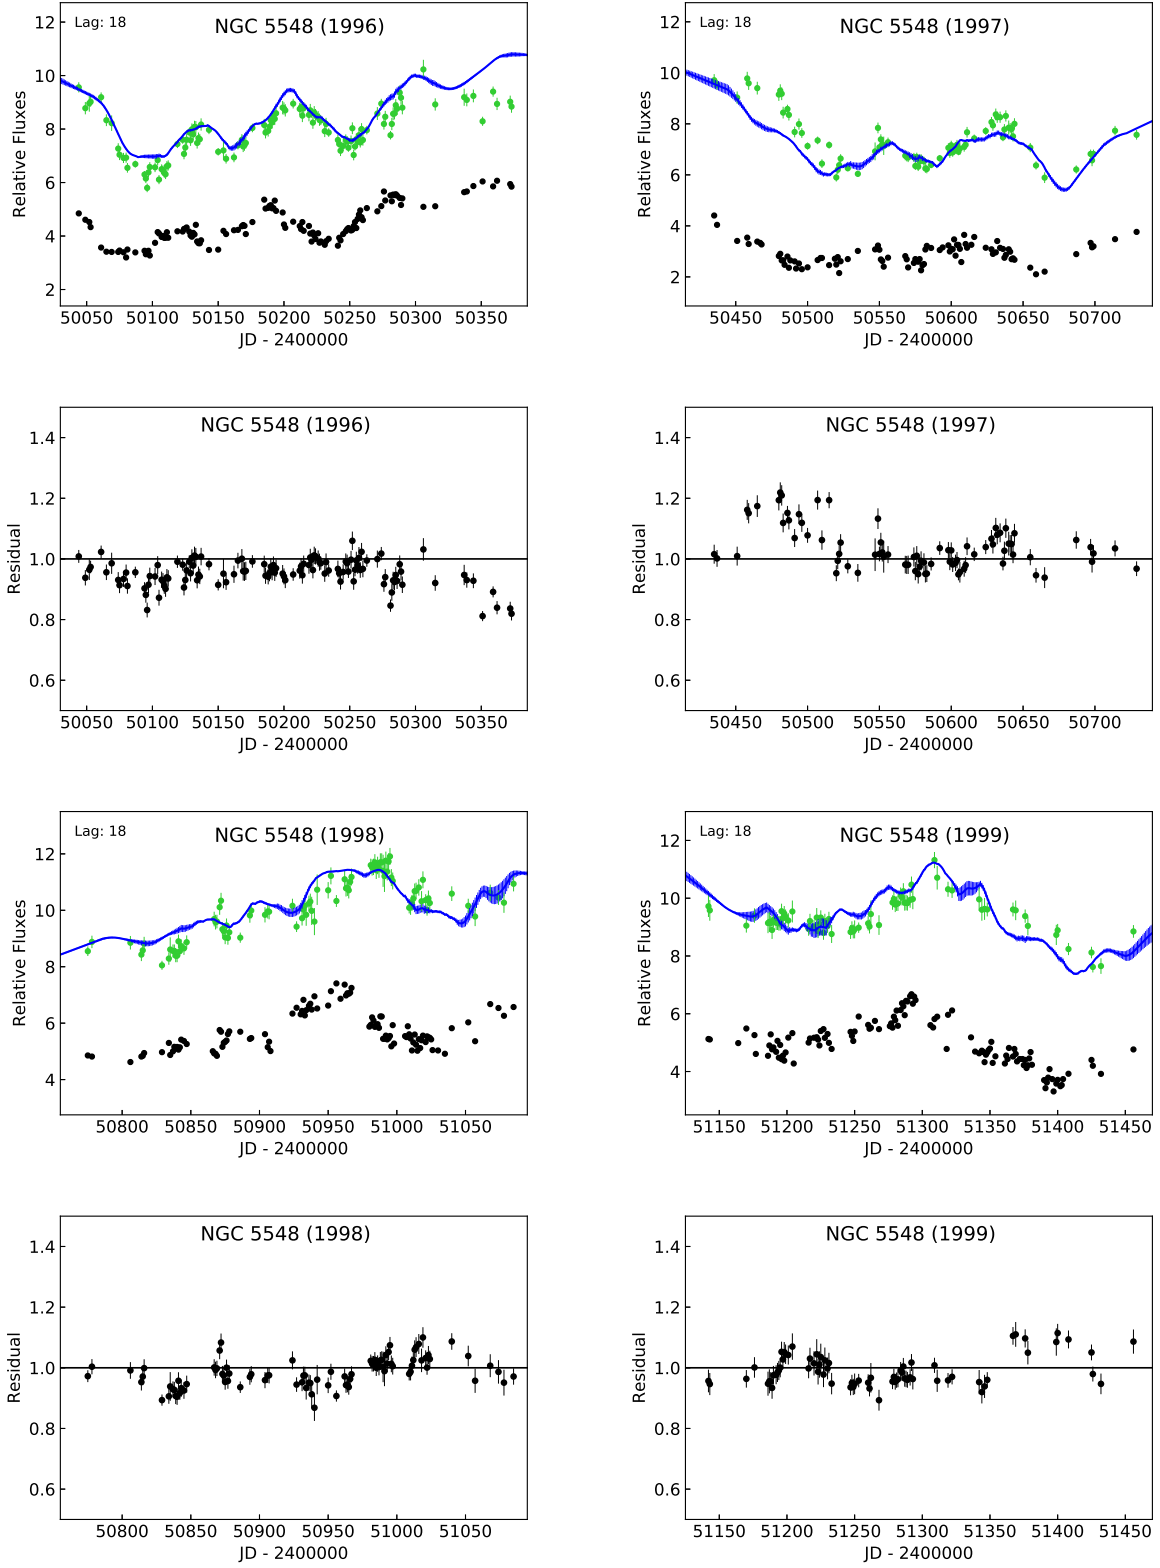 Lag: 18
NGC 5548 (1996)
12
10
8
6
4
2
Relative Fluxes
50050 50100 50150 50200 50250 50300 50350
JD - 2400000
Lag: 18
NGC 5548 (1997)
12
10
8
6
4
2
Relative Fluxes
50450 50500 50550 50600 50650 50700
JD - 2400000
NGC 5548 (1996)
1.4
1.2
1.0
0.8
0.6
Residual
50050 50100 50150 50200 50250 50300 50350
JD - 2400000
NGC 5548 (1997)
1.4
1.2
1.0
0.8
0.6
Residual
50450 50500 50550 50600 50650 50700
JD - 2400000
Lag: 18
NGC 5548 (1998)
12
10
8
6
4
Relative Fluxes
50800 50850 50900 50950 51000 51050
JD - 2400000
Lag: 18
NGC 5548 (1999)
12
10
8
6
4
Relative Fluxes
51150 51200 51250 51300 51350 51400 51450
JD - 2400000
NGC 5548 (1998)
1.4
1.2
1.0
0.8
0.6
Residual
50800 50850 50900 50950 51000 51050
JD - 2400000
NGC 5548 (1999)
1.4
1.2
1.0
0.8
0.6
Residual
51150 51200 51250 51300 51350 51400 51450
JD - 2400000